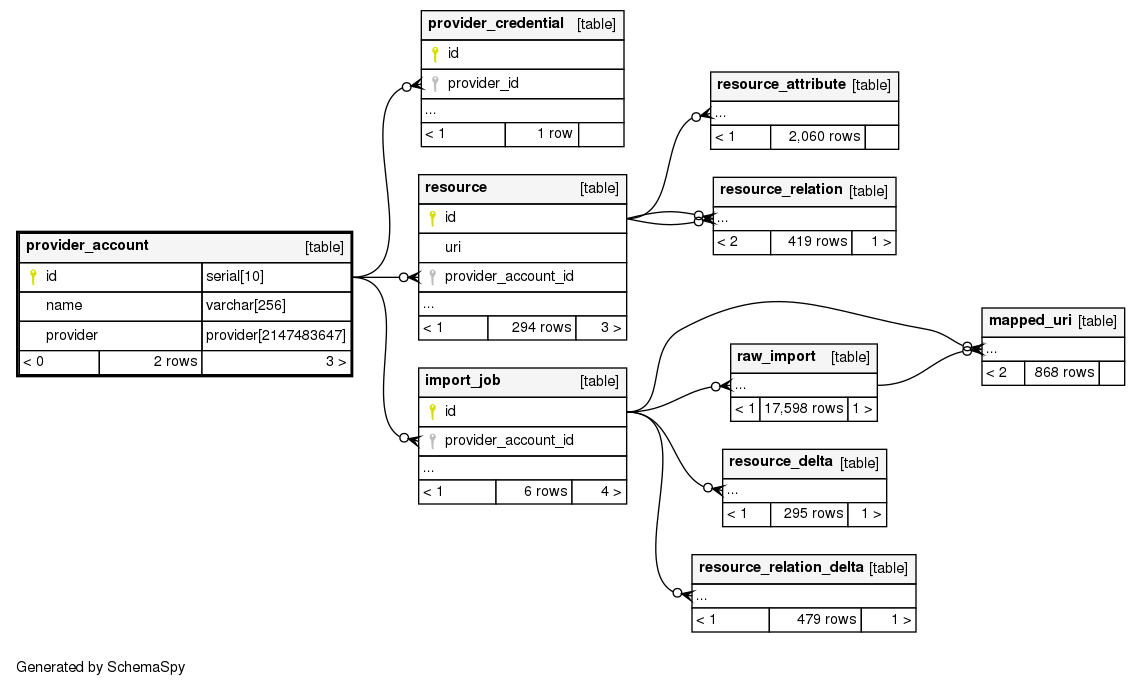 provider_credential [table]
id
provider_id
...
< 1 1 row
resource_attribute [table]
...
< 1 2,060 rows
resource [table]
id
uri
provider_account_id
...
< 1 294 rows 3 >
resource_relation [table]
...
< 2 419 rows 1 >
provider_account [table]
id serial[10]
name varchar[256]
provider provider[2147483647]
< 0 2 rows 3 >
mapped_uri [table]
...
< 2 868 rows
raw_import [table]
...
< 1 17,598 rows 1 >
import_job [table]
id
provider_account_id
...
< 1 6 rows 4 >
resource_delta [table]
...
< 1 295 rows 1 >
resource_relation_delta [table]
...
< 1 479 rows 1 >
Generated by SchemaSpy